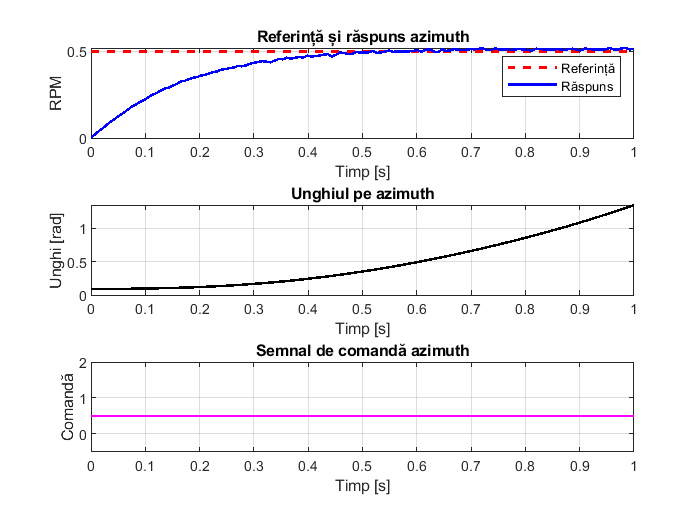 Referință și răspuns azimuth
0.5
0
RPM
Referință
Răspuns
0 0.1 0.2 0.3 0.4 0.5 0.6 0.7 0.8 0.9 1
Timp [s]
Unghiul pe azimuth
1
0.5
0
Unghi [rad]
0 0.1 0.2 0.3 0.4 0.5 0.6 0.7 0.8 0.9 1
Timp [s]
Semnal de comandă azimuth
2
1
0
Comandă
0 0.1 0.2 0.3 0.4 0.5 0.6 0.7 0.8 0.9 1
Timp [s]